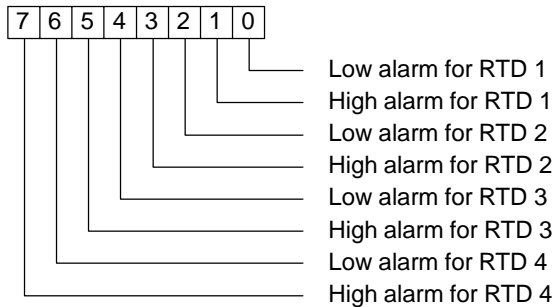 7 6 5 4 3 2 1 0
Low alarm for RTD 1
High alarm for RTD 1
Low alarm for RTD 2
High alarm for RTD 2
Low alarm for RTD 3
High alarm for RTD 3
Low alarm for RTD 4
High alarm for RTD 4